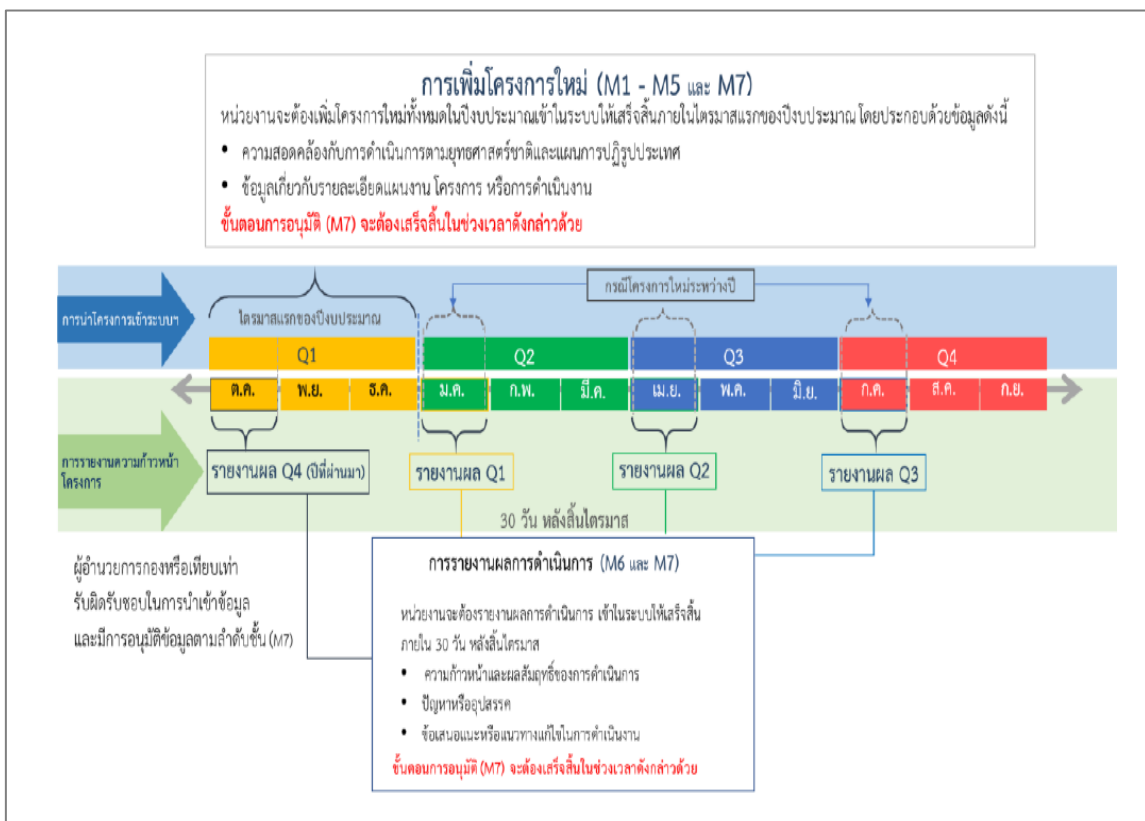 การเพิ่มโครงการใหม่ (M1 - M5 และ M7)
หน่วยงานจะต้องเพิ่มโครงการใหม่ทั้งหมดในปีงบประมาณเข้าในระบบให้เสร็จสิ้นภายในไตรมาสแรกของปีงบประมาณ โดยประกอบด้วยข้อมูลดังนี้
• ความสอดคล้องกับการดำเนินการตามยุทธศาสตร์ชาติและแผนการปฏิรูปประเทศ
• ข้อมูลเกี่ยวกับรายละเอียดแผนงาน โครงการ หรือการดำเนินงาน
ขั้นตอนการอนุมัติ (M7) จะต้องเสร็จสิ้นในช่วงเวลาดังกล่าวด้วย
กรณีโครงการใหม่ระหว่างปี
การนำโครงการเข้าระบบฯ
ไตรมาสแรกของปีงบประมาณ
Q1 Q2 Q3 Q4
ต.ค. พ.ย. ธ.ค. ม.ค. ก.พ. มี.ค. เม.ย. พ.ค. มิ.ย. ก.ค. ส.ค. ก.ย.
การรายงานความก้าวหน้า
โครงการ
รายงานผล Q4 (ปีที่ผ่านมา) รายงานผล Q1 รายงานผล Q2 รายงานผล Q3
30 วัน หลังสิ้นไตรมาส
ผู้อำนวยการกองหรือเทียบเท่า
รับผิดชอบในการนำเข้าข้อมูล
และมีการอนุมัติข้อมูลตามลำดับชั้น (M7)
การรายงานผลการดำเนินการ (M6 และ M7)
หน่วยงานจะต้องรายงานผลการดำเนินการ เข้าในระบบให้เสร็จสิ้น
ภายใน 30 วัน หลังสิ้นไตรมาส
• ความก้าวหน้าและผลสัมฤทธิ์ของการดำเนินการ
• ปัญหาหรืออุปสรรค
• ข้อเสนอแนะหรือแนวทางแก้ไขในการดำเนินงาน
ขั้นตอนการอนุมัติ (M7) จะต้องเสร็จสิ้นในช่วงเวลาดังกล่าวด้วย